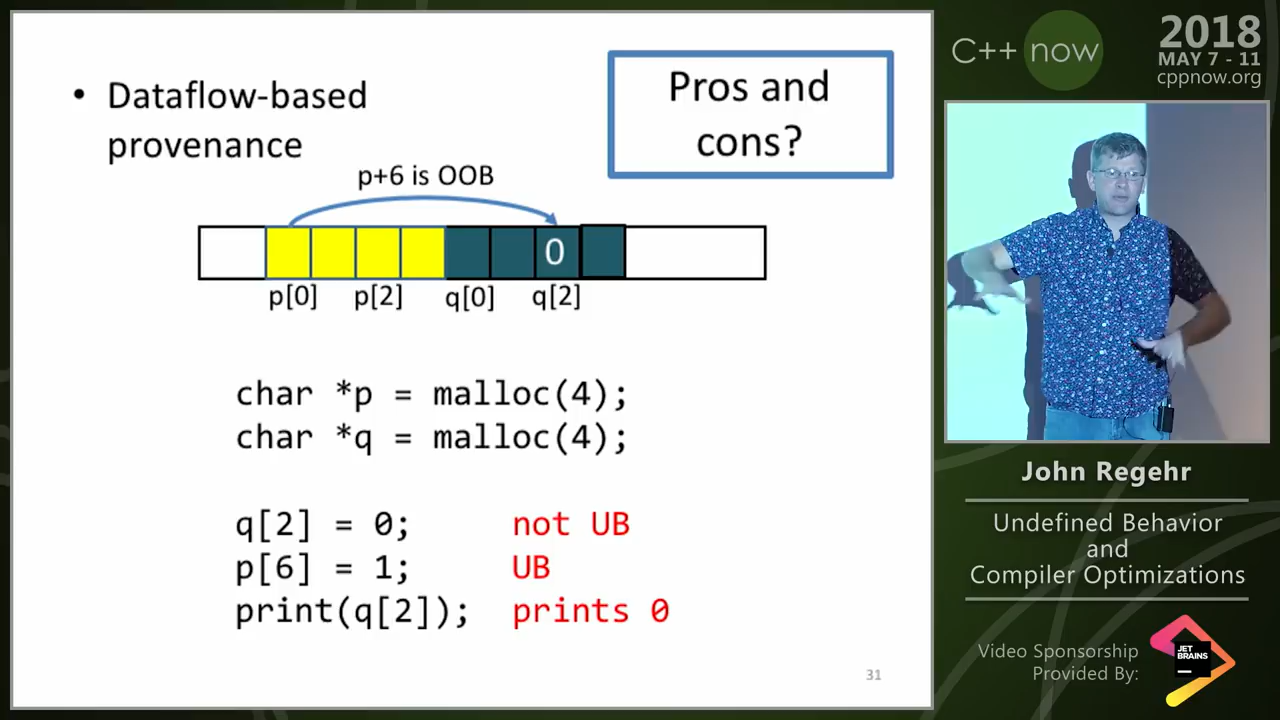 • Dataflow-based
provenance
Pros and
cons?
p+6 is OOB
0
p[0] p[2] q[0] q[2]
char *p = malloc(4);
char *q = malloc(4);
q[2] = 0; not UB
p[6] = 1; UB
print(q[2]); prints 0
31
C++ now
2018
MAY 7 - 11
cppnow.org
John Regehr
Undefined Behavior
and
Compiler Optimizations
Video Sponsorship
Provided By:
JET
BRAINS